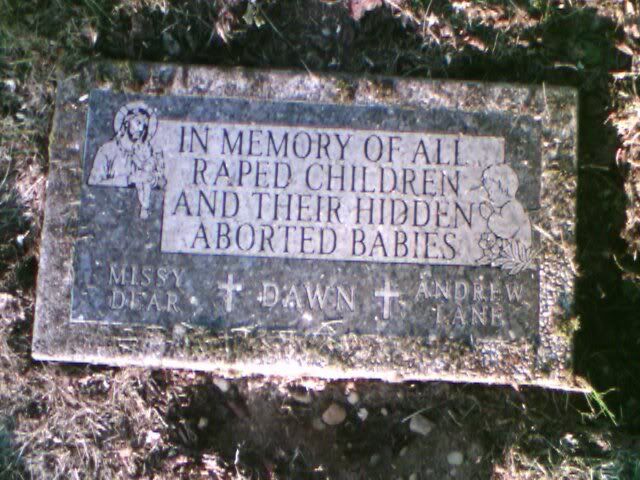 IN MEMORY OF ALL
RAPED CHILDREN
AND THEIR HIDDEN
ABORTED BABIES
MISSY DEAR
DAWN
ANDREW LANE